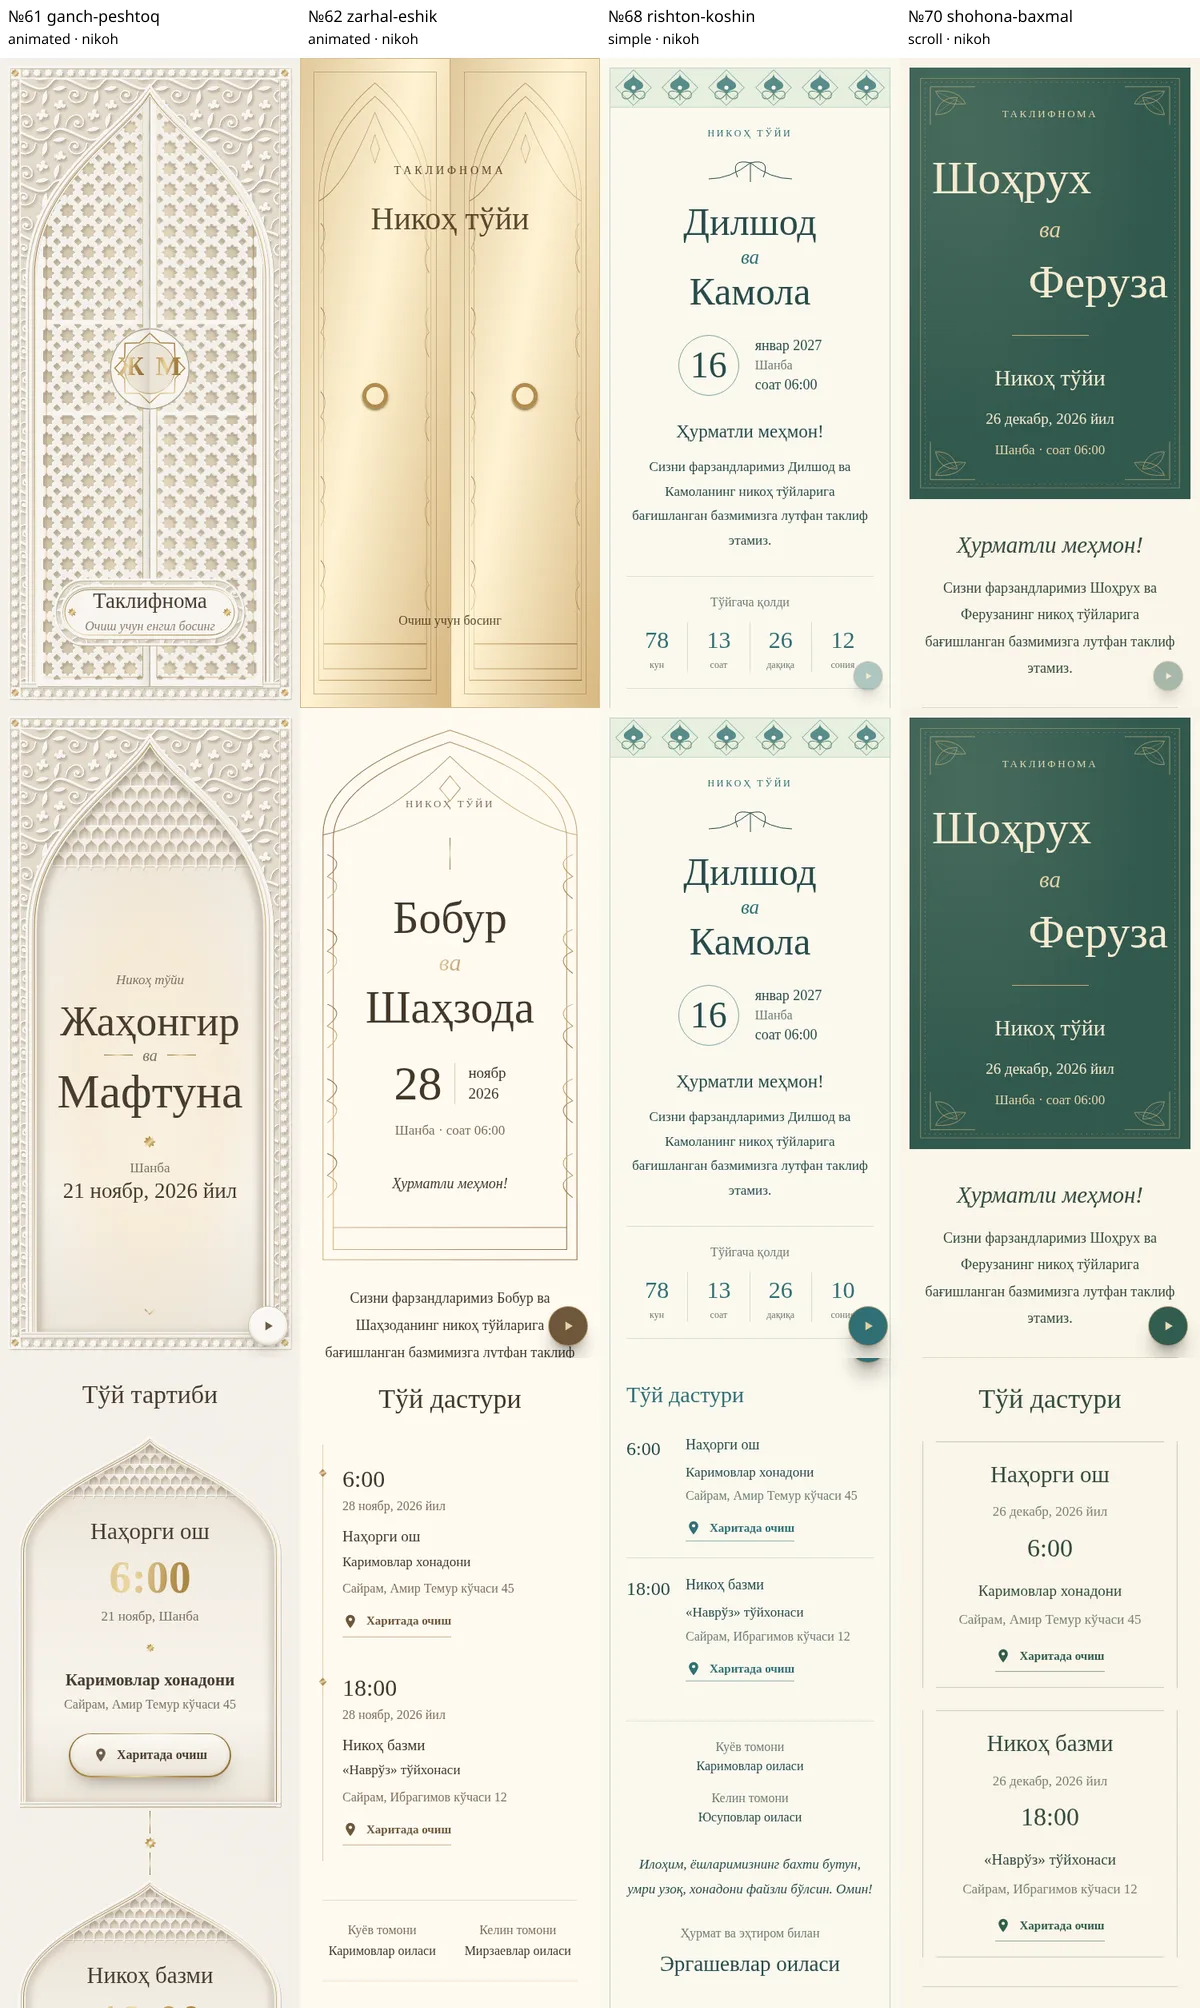 №61 ganch-peshtoq
animated · nikoh
№62 zarhal-eshik
animated · nikoh
№68 rishton-koshin
simple · nikoh
№70 shohona-baxmal
scroll · nikoh
Ж М
Таклифнома
Очиш учун енгил босинг
ТАКЛИФНОМА
Никоҳ тўйи
Очиш учун босинг
НИКОҲ ТЎЙИ
Дилшод
ва
Камола
16
январ 2027
Шанба
соат 06:00
Ҳурматли меҳмон!
Сизни фарзандларимиз Дилшод ва
Камоланинг никоҳ тўйларига
бағишланган базмимизга лутфан таклиф
этамиз.
Тўйгача қолди
78 13 26 12
кун соат дақиқа сония
ТАКЛИФНОМА
Шоҳрух
ва
Феруза
Никоҳ тўйи
26 декабр, 2026 йил
Шанба · соат 06:00
Ҳурматли меҳмон!
Сизни фарзандларимиз Шоҳрух ва
Ферузанинг никоҳ тўйларига
бағишланган базмимизга лутфан таклиф
этамиз.
Никоҳ тўйи
Жаҳонгир
ва
Мафтуна
Шанба
21 ноябр, 2026 йил
НИКОҲ ТЎЙИ
Бобур
ва
Шаҳзода
28
ноябр
2026
Шанба · соат 06:00
Ҳурматли меҳмон!
Сизни фарзандларимиз Бобур ва
Шаҳзоданинг никоҳ тўйларига
бағишланган базмимизга лутфан таклиф
НИКОҲ ТЎЙИ
Дилшод
ва
Камола
16
январ 2027
Шанба
соат 06:00
Ҳурматли меҳмон!
Сизни фарзандларимиз Дилшод ва
Камоланинг никоҳ тўйларига
бағишланган базмимизга лутфан таклиф
этамиз.
Тўйгача қолди
78 13 26 10
кун соат дақиқа сония
ТАКЛИФНОМА
Шоҳрух
ва
Феруза
Никоҳ тўйи
26 декабр, 2026 йил
Шанба · соат 06:00
Ҳурматли меҳмон!
Сизни фарзандларимиз Шоҳрух ва
Ферузанинг никоҳ тўйларига
бағишланган базмимизга лутфан таклиф
этамиз.
Тўй тартиби
Наҳорги ош
6:00
21 ноябр, Шанба
Каримовлар хонадони
Сайрам, Амир Темур кўчаси 45
Харитада очиш
Никоҳ базми
Тўй дастури
6:00
28 ноябр, 2026 йил
Наҳорги ош
Каримовлар хонадони
Сайрам, Амир Темур кўчаси 45
Харитада очиш
18:00
28 ноябр, 2026 йил
Никоҳ базми
«Наврўз» тўйхонаси
Сайрам, Ибрагимов кўчаси 12
Харитада очиш
Куёв томони
Каримовлар оиласи
Келин томони
Мирзаевлар оиласи
Тўй дастури
6:00
Наҳорги ош
Каримовлар хонадони
Сайрам, Амир Темур кўчаси 45
Харитада очиш
18:00
Никоҳ базми
«Наврўз» тўйхонаси
Сайрам, Ибрагимов кўчаси 12
Харитада очиш
Куёв томони
Каримовлар оиласи
Келин томони
Юсуповлар оиласи
Илоҳим, ёшларимизнинг бахти бутун,
умри узоқ, хонадони файзли бўлсин. Омин!
Ҳурмат ва эҳтиром билан
Эргашевлар оиласи
Тўй дастури
Наҳорги ош
26 декабр, 2026 йил
6:00
Каримовлар хонадони
Сайрам, Амир Темур кўчаси 45
Харитада очиш
Никоҳ базми
26 декабр, 2026 йил
18:00
«Наврўз» тўйхонаси
Сайрам, Ибрагимов кўчаси 12
Харитада очиш